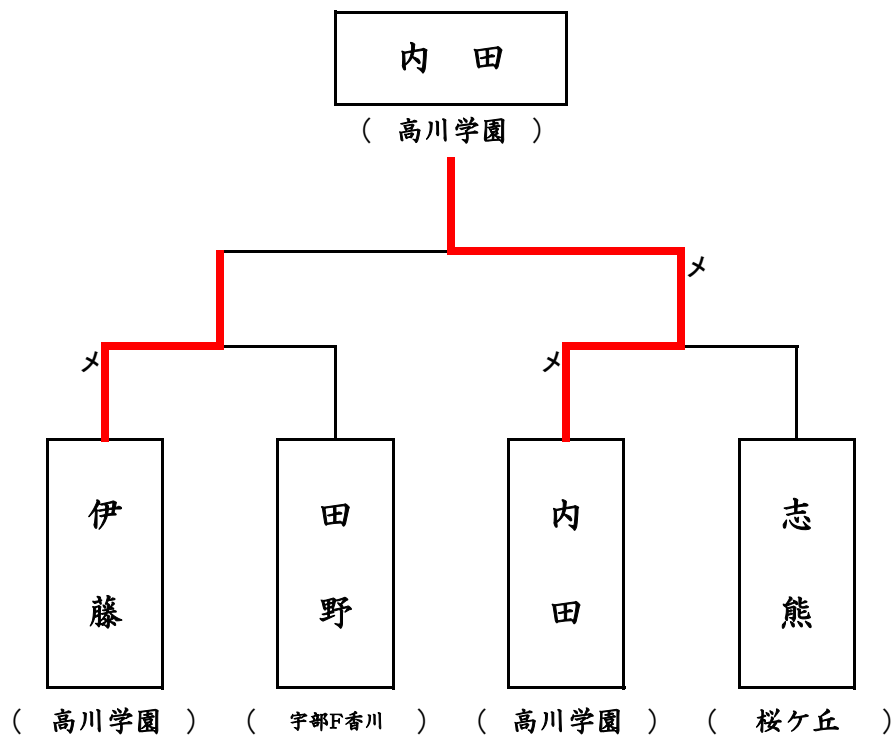 内 田
( 高川学園 )
メ
メ メ
伊藤 田野 内田 志熊
( 高川学園 ) ( 宇部F香川 ) ( 高川学園 ) ( 桜ケ丘 )